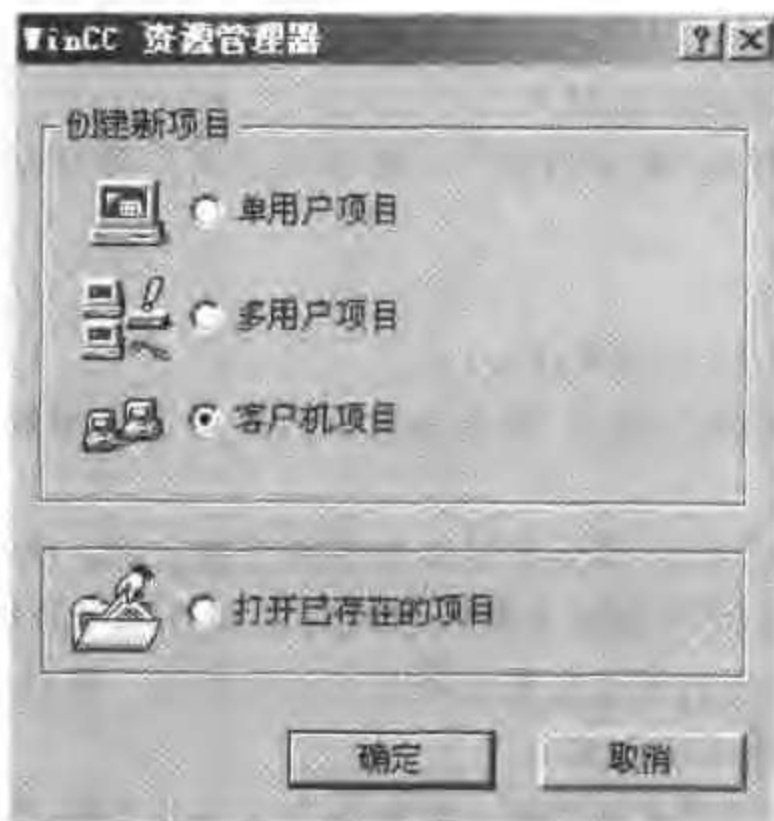 WinCC 资源管理器
创建新项目
单用户项目
多用户项目
客户机项目
打开已存在的项目
确定 取消